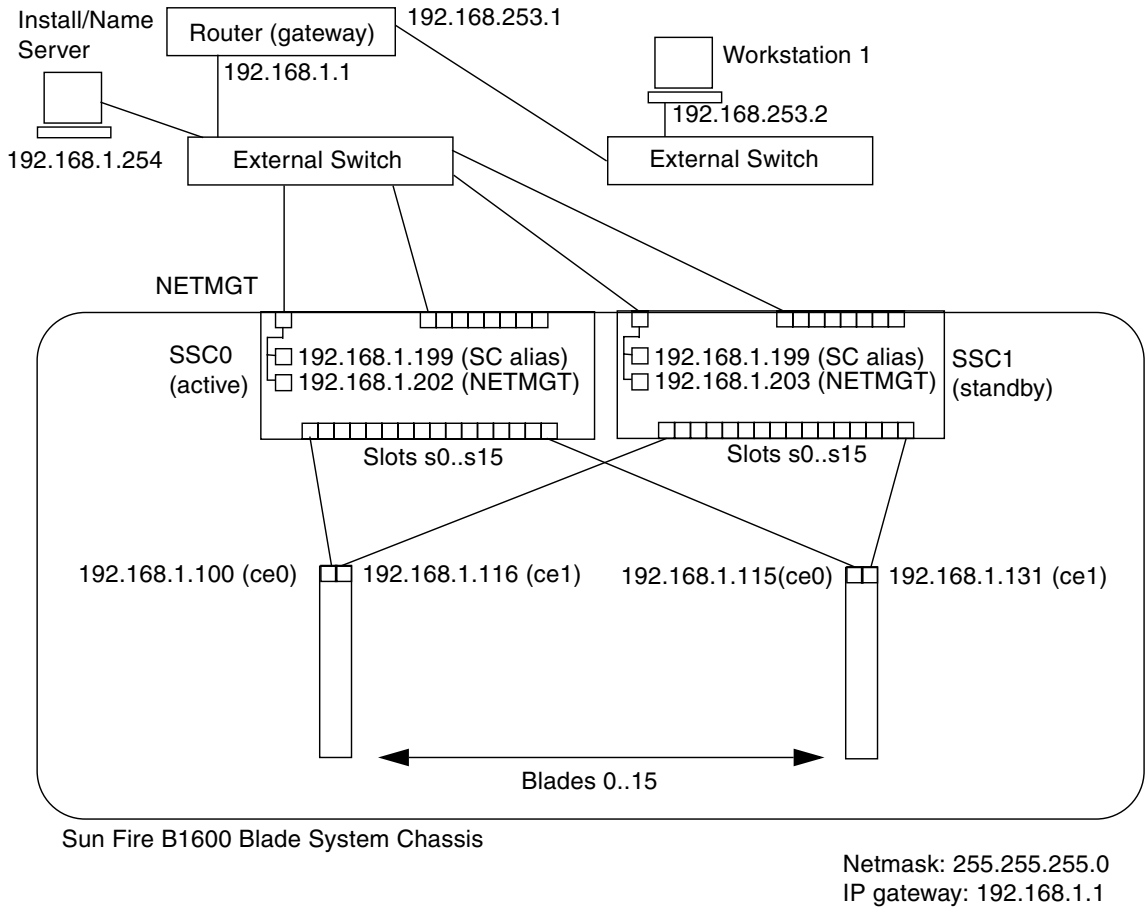 Install/Name
Server
Router (gateway)
192.168.253.1
192.168.1.1
Workstation 1
192.168.253.2
192.168.1.254
External Switch
External Switch
NETMGT
SSC0
(active)
192.168.1.199 (SC alias)
192.168.1.202 (NETMGT)
192.168.1.199 (SC alias)
192.168.1.203 (NETMGT)
SSC1
(standby)
Slots s0..s15
Slots s0..s15
192.168.1.100 (ce0)
192.168.1.116 (ce1)
192.168.1.115(ce0)
192.168.1.131 (ce1)
Blades 0..15
Sun Fire B1600 Blade System Chassis
Netmask: 255.255.255.0
IP gateway: 192.168.1.1